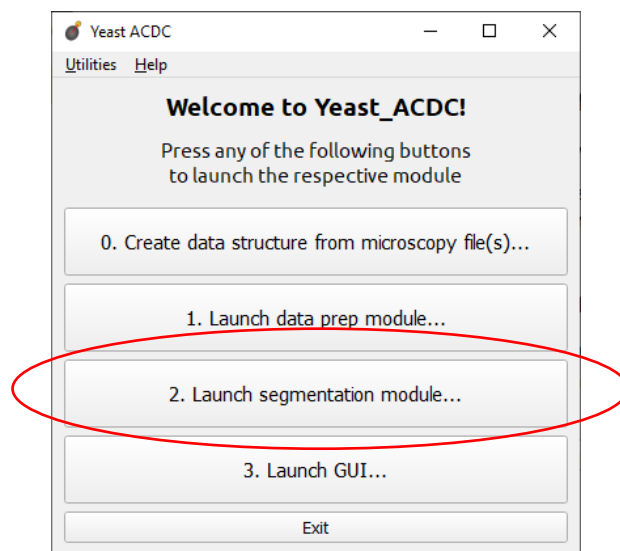 Yeast ACDC
Utilities Help
Welcome to Yeast_ACDC!
Press any of the following buttons
to launch the respective module
0. Create data structure from microscopy file(s)...
1. Launch data prep module...
2. Launch segmentation module...
3. Launch GUI...
Exit